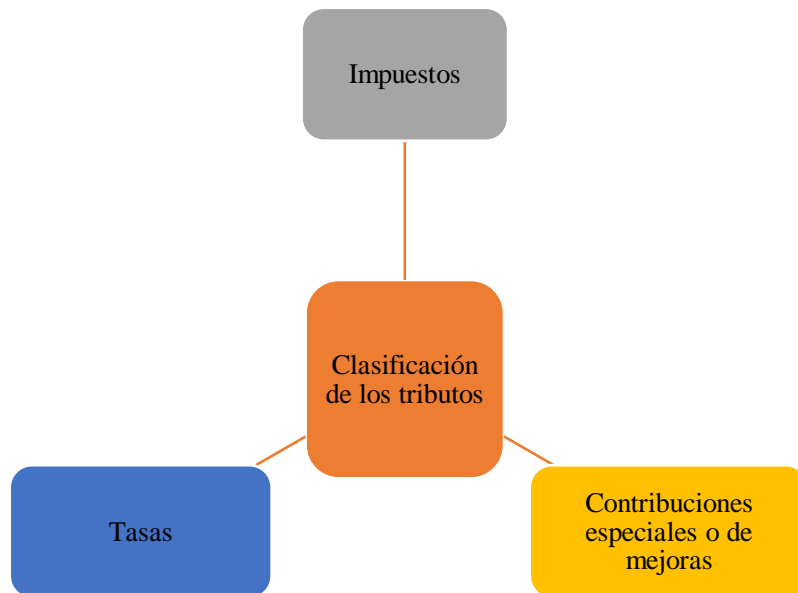 Impuestos
Clasificación
de los tributos
Tasas
Contribuciones
especiales o de
mejoras